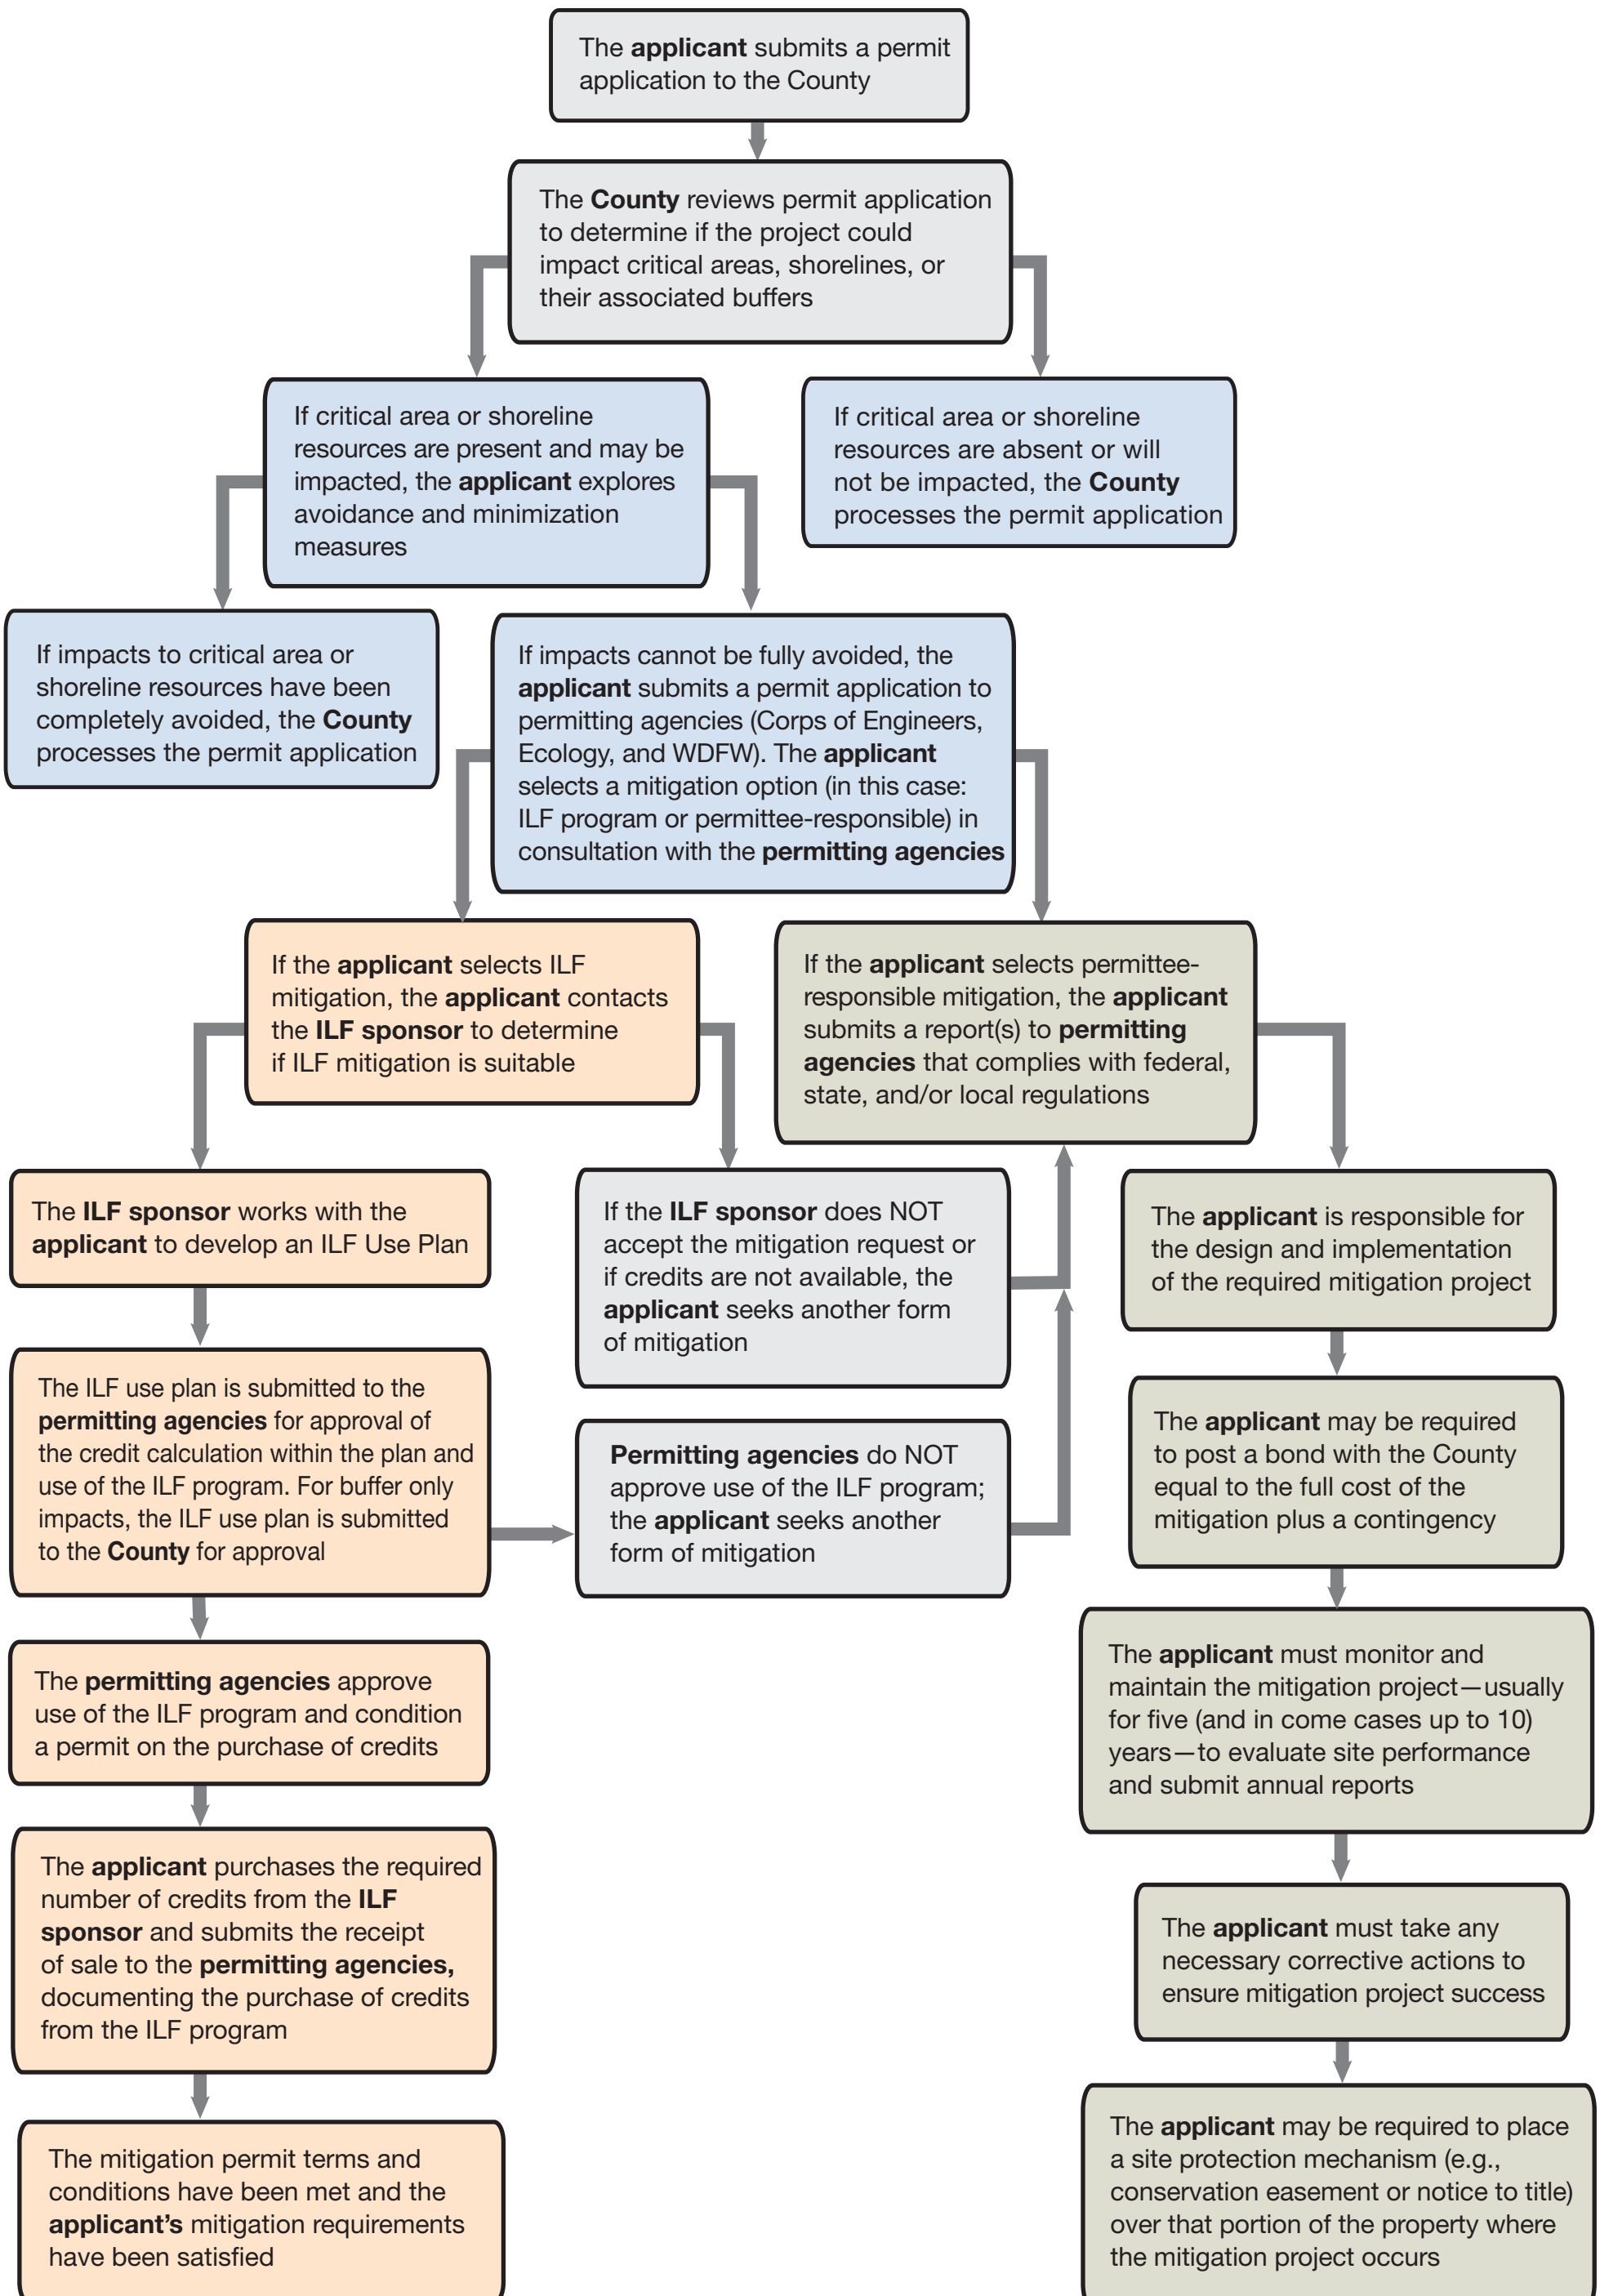 The applicant submits a permit
application to the County
The County reviews permit application
to determine if the project could
impact critical areas, shorelines, or
their associated buffers
If critical area or shoreline
resources are present and may be
impacted, the applicant explores
avoidance and minimization
measures
If critical area or shoreline
resources are absent or will
not be impacted, the County
processes the permit application
If impacts to critical area or
shoreline resources have been
completely avoided, the County
processes the permit application
If impacts cannot be fully avoided, the
applicant submits a permit application to
permitting agencies (Corps of Engineers,
Ecology, and WDFW). The applicant
selects a mitigation option (in this case:
ILF program or permittee-responsible) in
consultation with the permitting agencies
If the applicant selects ILF
mitigation, the applicant contacts
the ILF sponsor to determine
if ILF mitigation is suitable
If the applicant selects permittee-
responsible mitigation, the applicant
submits a report(s) to permitting
agencies that complies with federal,
state, and/or local regulations
The ILF sponsor works with the
applicant to develop an ILF Use Plan
If the ILF sponsor does NOT
accept the mitigation request or
if credits are not available, the
applicant seeks another form
of mitigation
The applicant is responsible for
the design and implementation
of the required mitigation project
The ILF use plan is submitted to the
permitting agencies for approval of
the credit calculation within the plan and
use of the ILF program. For buffer only
impacts, the ILF use plan is submitted
to the County for approval
Permitting agencies do NOT
approve use of the ILF program;
the applicant seeks another
form of mitigation
The applicant may be required
to post a bond with the County
equal to the full cost of the
mitigation plus a contingency
The permitting agencies approve
use of the ILF program and condition
a permit on the purchase of credits
The applicant must monitor and
maintain the mitigation project—usually
for five (and in come cases up to 10)
years—to evaluate site performance
and submit annual reports
The applicant purchases the required
number of credits from the ILF
sponsor and submits the receipt
of sale to the permitting agencies,
documenting the purchase of credits
from the ILF program
The applicant must take any
necessary corrective actions to
ensure mitigation project success
The mitigation permit terms and
conditions have been met and the
applicant’s mitigation requirements
have been satisfied
The applicant may be required to place
a site protection mechanism (e.g.,
conservation easement or notice to title)
over that portion of the property where
the mitigation project occurs